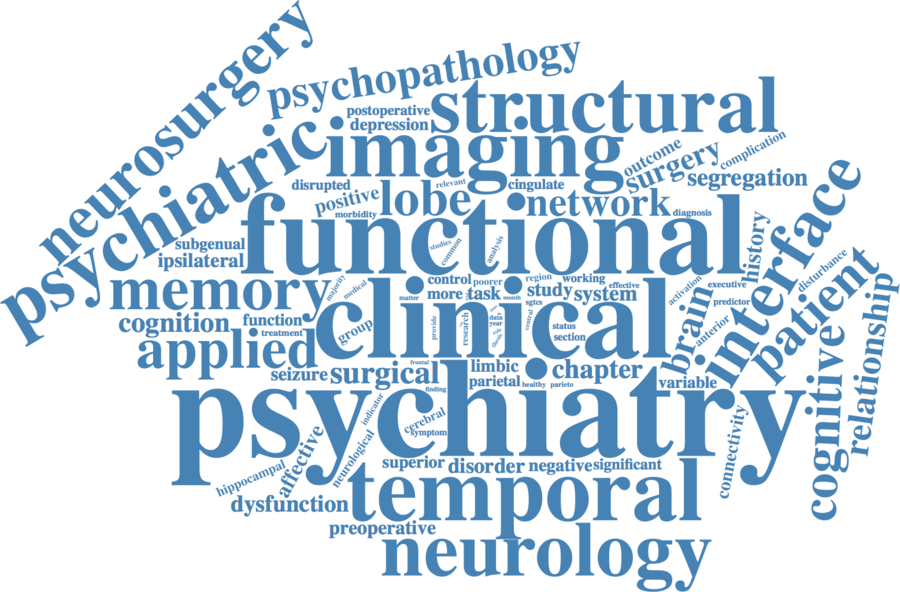 neurosurgery
psychopathology
structural
postoperative
depression
psychiatric
imaging
outcome
surgery
complication
segregation
disrupted
positive
relevant
cingulate
lobe
network
morbidity
diagnosis
interface
functional
history
subgenual
ipsilateral
studies
common
analysis
disturbance
patient
memory
majority
medical
control
poorer
region
working
activation
executive
relationship
more
task
month
study
system
effective
matter
predictor
brain
anterior
cognition
function
treatment
group
clinical
provide
research
data
year
thesis
sgtcs
central
status
section
cognitive
applied
seizure
surgical
frontal
limbic
parietal
healthy
parieto
chapter
variable
finding
psychiatry
indicator
cerebral
symptom
neurological
affective
hippocampal
connectivity
superior
disorder
negative
significant
dysfunction
temporal
preoperative
neurology